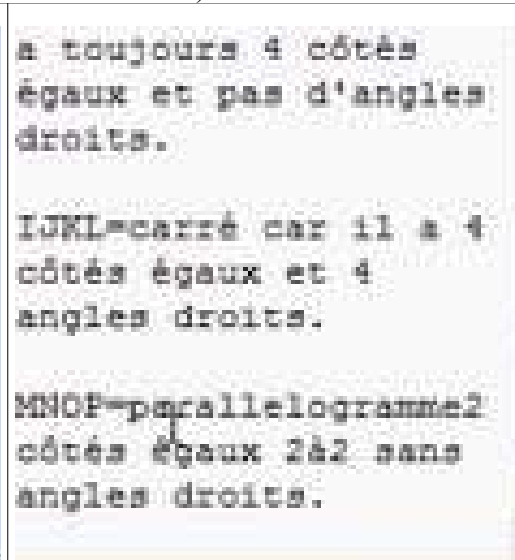 a toujours 4 côtés
égaux et pas d'angles
droits.
IJKL=carré car il a 4
côtés égaux et 4
angles droits.
MNOP=parallelogramme2
côtés égaux 2à2 sans
angles droits.